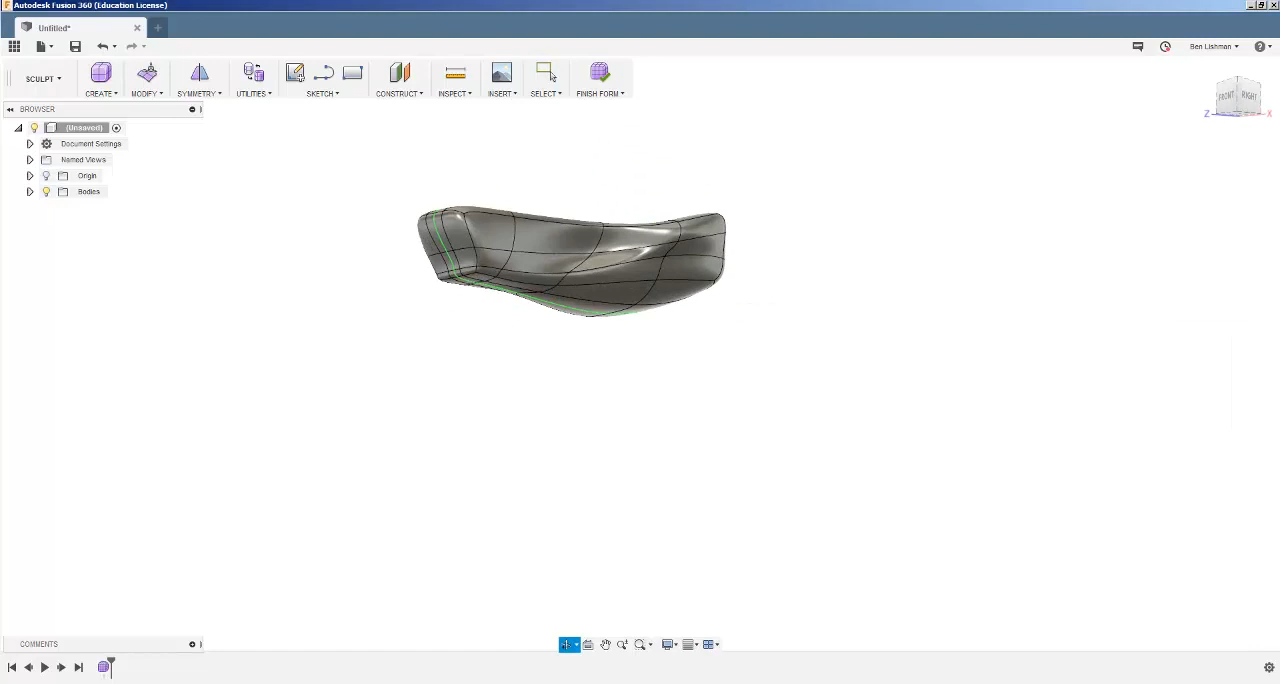 Autodesk Fusion 360 (Education License)
Untitled*
Ben Lishman
?
SCULPT
CREATE
MODIFY
SYMMETRY
UTILITIES
SKETCH
CONSTRUCT
INSPECT
INSERT
SELECT
FINISH FORM
FRONT RIGHT
Z X
BROWSER
(Unsaved)
Document Settings
Named Views
Origin
Bodies
COMMENTS